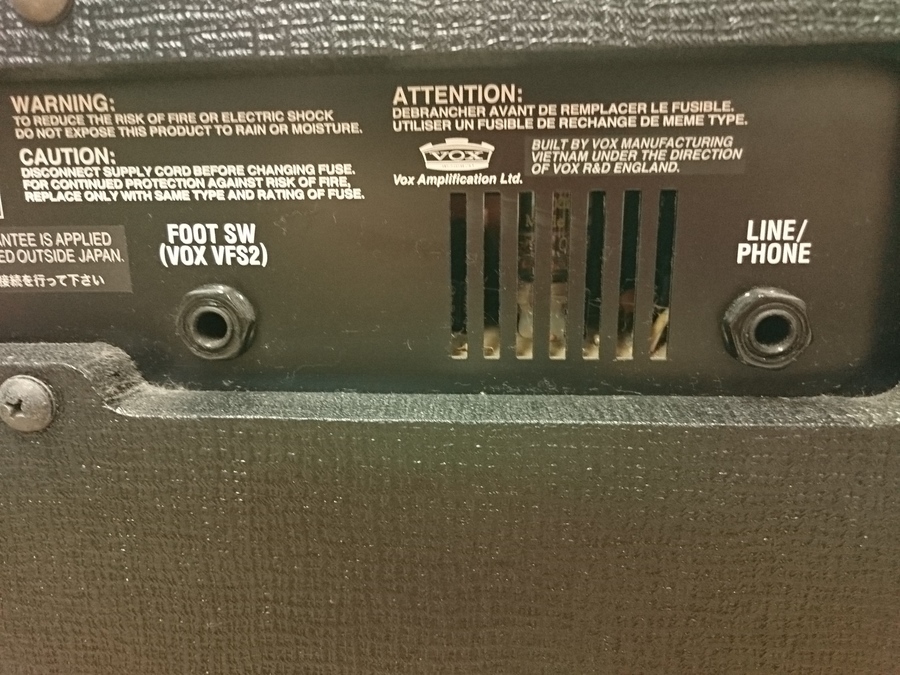 WARNING:
TO REDUCE THE RISK OF FIRE OR ELECTRIC SHOCK
DO NOT EXPOSE THIS PRODUCT TO RAIN OR MOISTURE.
CAUTION:
DISCONNECT SUPPLY CORD BEFORE CHANGING FUSE.
FOR CONTINUED PROTECTION AGAINST RISK OF FIRE,
REPLACE ONLY WITH SAME TYPE AND RATING OF FUSE.
ANTEE IS APPLIED
ED OUTSIDE JAPAN.
接続を行って下さい
FOOT SW
(VOX VFS2)
ATTENTION:
DEBRANCHER AVANT DE REMPLACER LE FUSIBLE.
UTILISER UN FUSIBLE DE RECHANGE DE MEME TYPE.
VOX
Vox Amplification Ltd.
BUILT BY VOX MANUFACTURING
VIETNAM UNDER THE DIRECTION
OF VOX R&D ENGLAND.
LINE/
PHONE